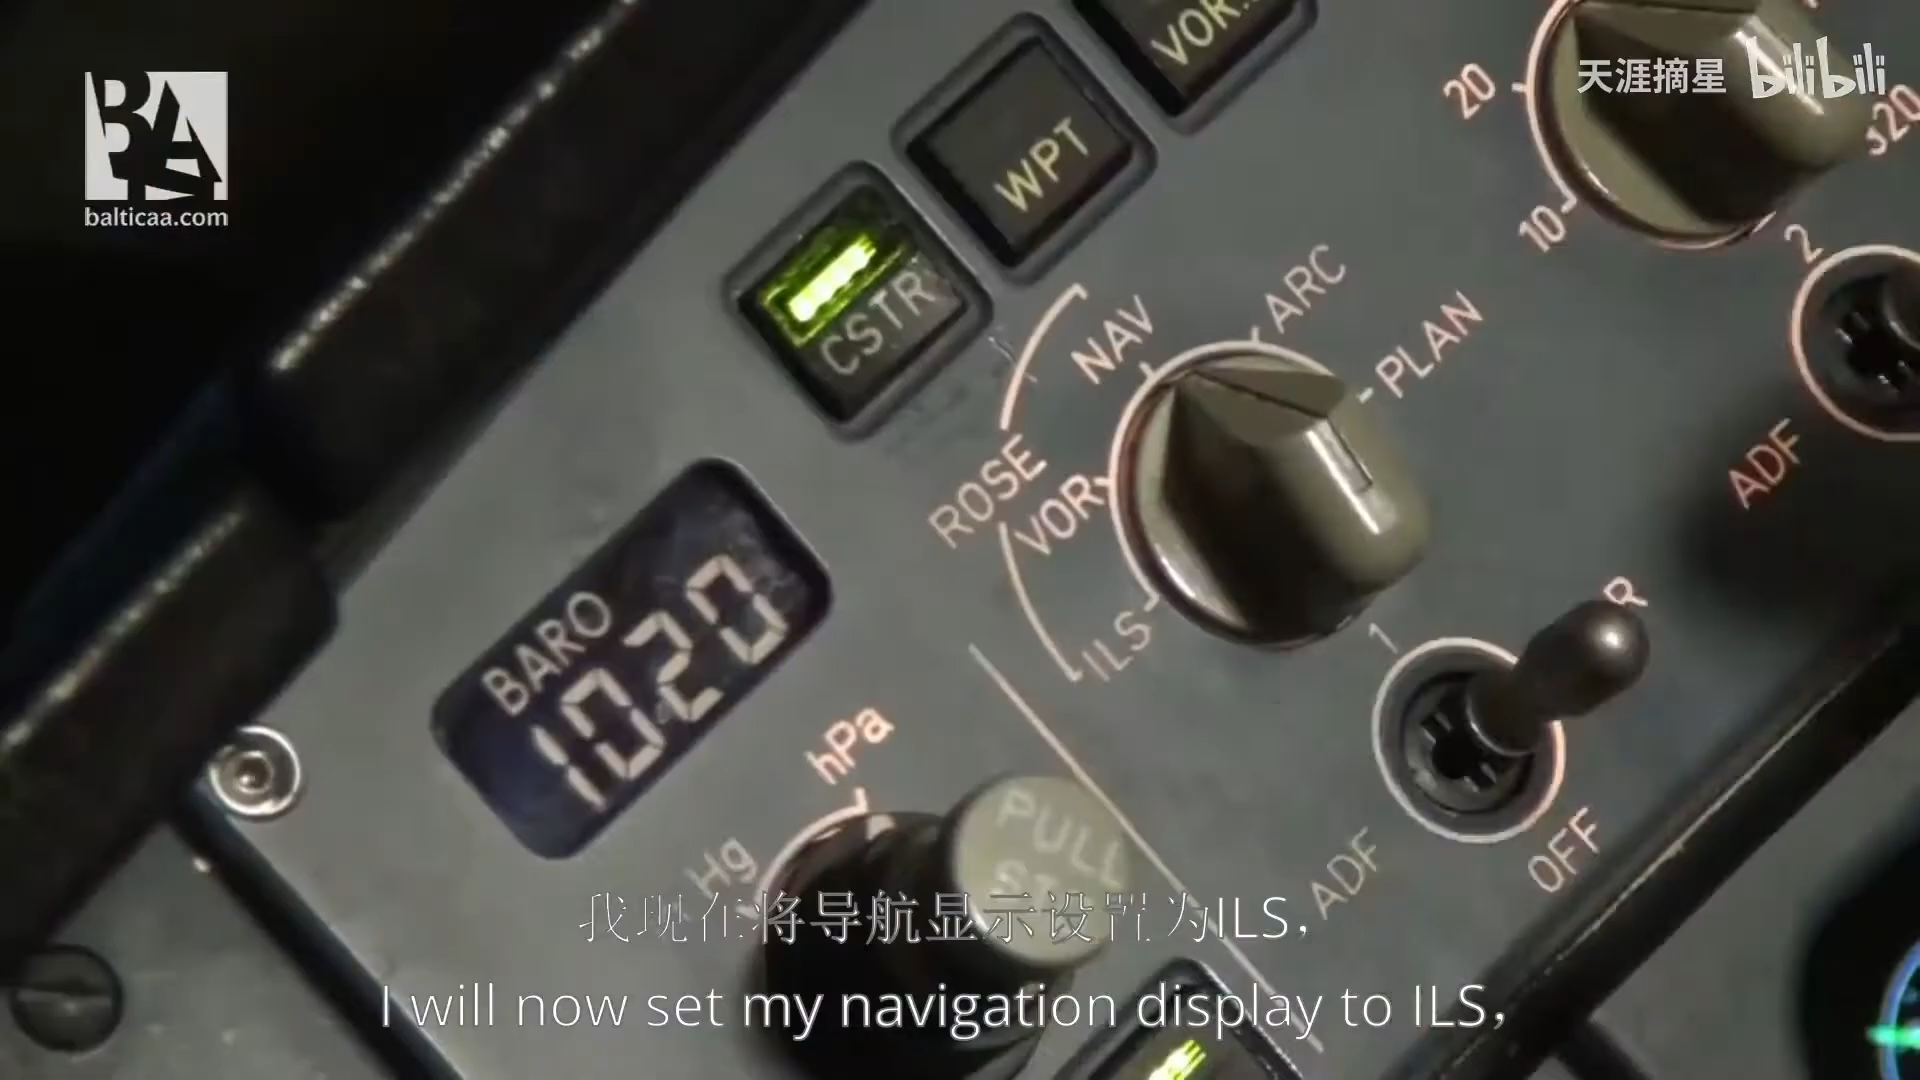 balticaa.com
天涯摘星 bilibili
VOR.
WPT
CSTR
20
10
320
2
ROSE
NAV
ARC
PLAN
VOR
ILS
ADF
BARO
1020
hPa
Hg
PULL
1
ADF
OFF
我现在将导航显示设置为ILS，
I will now set my navigation display to ILS,